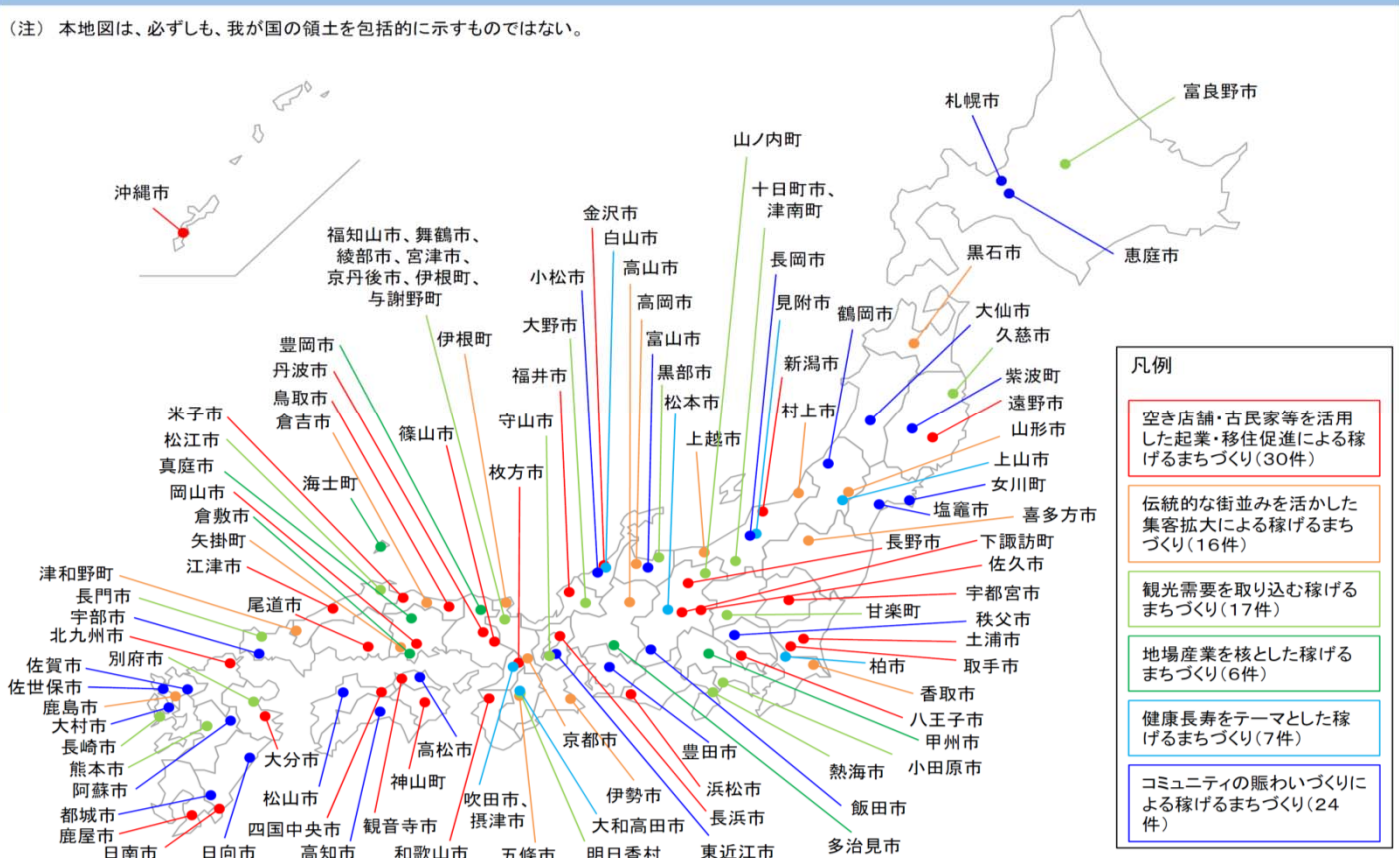 (注) 本地図は、必ずしも、我が国の領土を包括的に示すものではない。
札幌市
富良野市
山ノ内町
十日町市、
津南町
沖縄市
金沢市
白山市
福知山市、舞鶴市、
綾部市、宮津市、
京丹後市、伊根町、
与謝野町
小松市
高山市
長岡市
黒石市
恵庭市
大野市
高岡市
見附市
鶴岡市
大仙市
久慈市
豊岡市
伊根町
富山市
新潟市
丹波市
福井市
黒部市
紫波町
鳥取市
松本市
遠野市
米子市
倉吉市
守山市
村上市
山形市
松江市
篠山市
上越市
上山市
真庭市
枚方市
女川町
岡山市
海士町
塩竈市
倉敷市
喜多方市
矢掛町
長野市
下諏訪町
江津市
佐久市
津和野町
宇都宮市
長門市
尾道市
甘楽町
秩父市
宇部市
土浦市
北九州市
取手市
佐賀市
別府市
柏市
佐世保市
香取市
鹿島市
八王子市
大村市
甲州市
長崎市
大分市
高松市
京都市
豊田市
小田原市
熊本市
熱海市
阿蘇市
神山町
浜松市
松山市
吹田市、
摂津市
伊勢市
飯田市
都城市
長浜市
鹿屋市
四国中央市
観音寺市
大和高田市
多治見市
日南市
日向市
高知市
和歌山市
五條市
明日香村
東近江市
凡例
空き店舗・古民家等を活用
した起業・移住促進による稼
げるまちづくり(30件)
伝統的な街並みを活かした
集客拡大による稼げるまち
づくり(16件)
観光需要を取り込む稼げる
まちづくり(17件)
地場産業を核とした稼げる
まちづくり(6件)
健康長寿をテーマとした稼
げるまちづくり(7件)
コミュニティの賑わいづくりに
よる稼げるまちづくり(24
件)